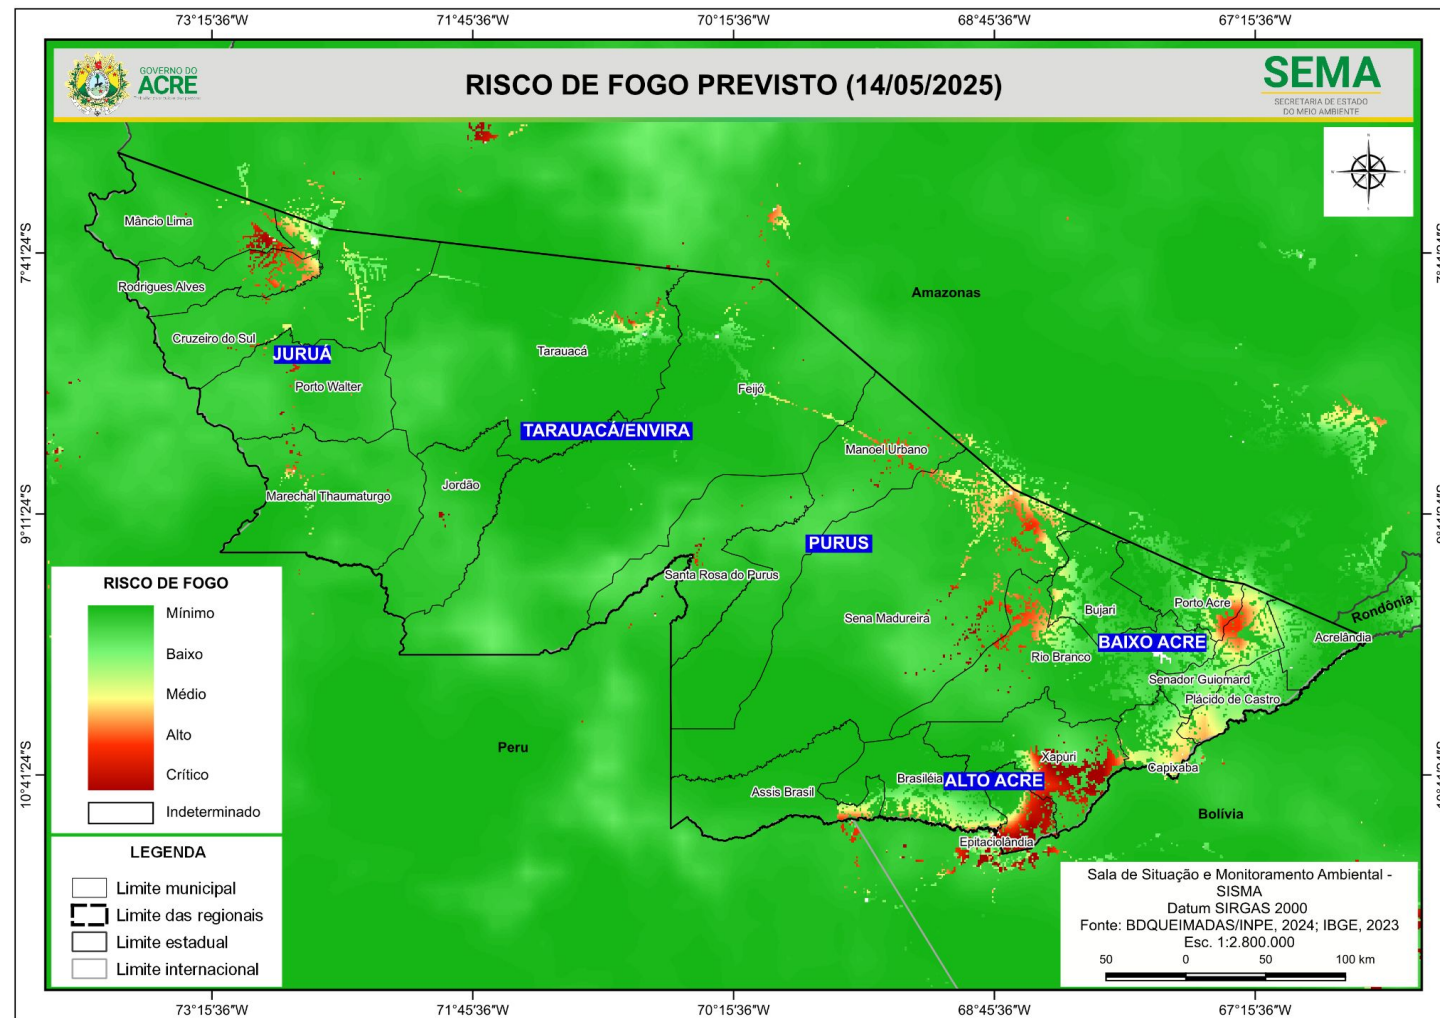 73°15'36"W
71°45'36"W
70°15'36"W
68°45'36"W
67°15'36"W
GOVERNO DO
ACRE
RISCO DE FOGO PREVISTO (14/05/2025)
SEMA
SECRETARIA DE ESTADO
DO MEIO AMBIENTE
N
Mâncio Lima
7°41'24"S
Rodrigues Alves
Amazonas
Cruzeiro do Sul
JURUÁ
Tarauacá
Porto Walter
Feijó
TARAUACÁ/ENVIRA
Manoel Urbano
Marechal Thaumaturgo
Jordão
9°11'24"S
PURUS
Santa Rosa do Purus
RISCO DE FOGO
Mínimo
Baixo
Médio
Alto
Crítico
Indeterminado
Sena Madureira
Bujari
Porto Acre
Rondônia
Acrelândia
BAIXO ACRE
Rio Branco
Senador Guiomard
Plácido de Castro
Peru
10°41'24"S
Xapuri
Capixaba
Brasiléia
ALTO ACRE
Assis Brasil
Bolívia
Epitaciolândia
LEGENDA
Limite municipal
Limite das regionais
Limite estadual
Limite internacional
Sala de Situação e Monitoramento Ambiental -
SISMA
Datum SIRGAS 2000
Fonte: BDQUEIMADAS/INPE, 2024; IBGE, 2023
Esc. 1:2.800.000
50 0 50 100 km
73°15'36"W
71°45'36"W
70°15'36"W
68°45'36"W
67°15'36"W